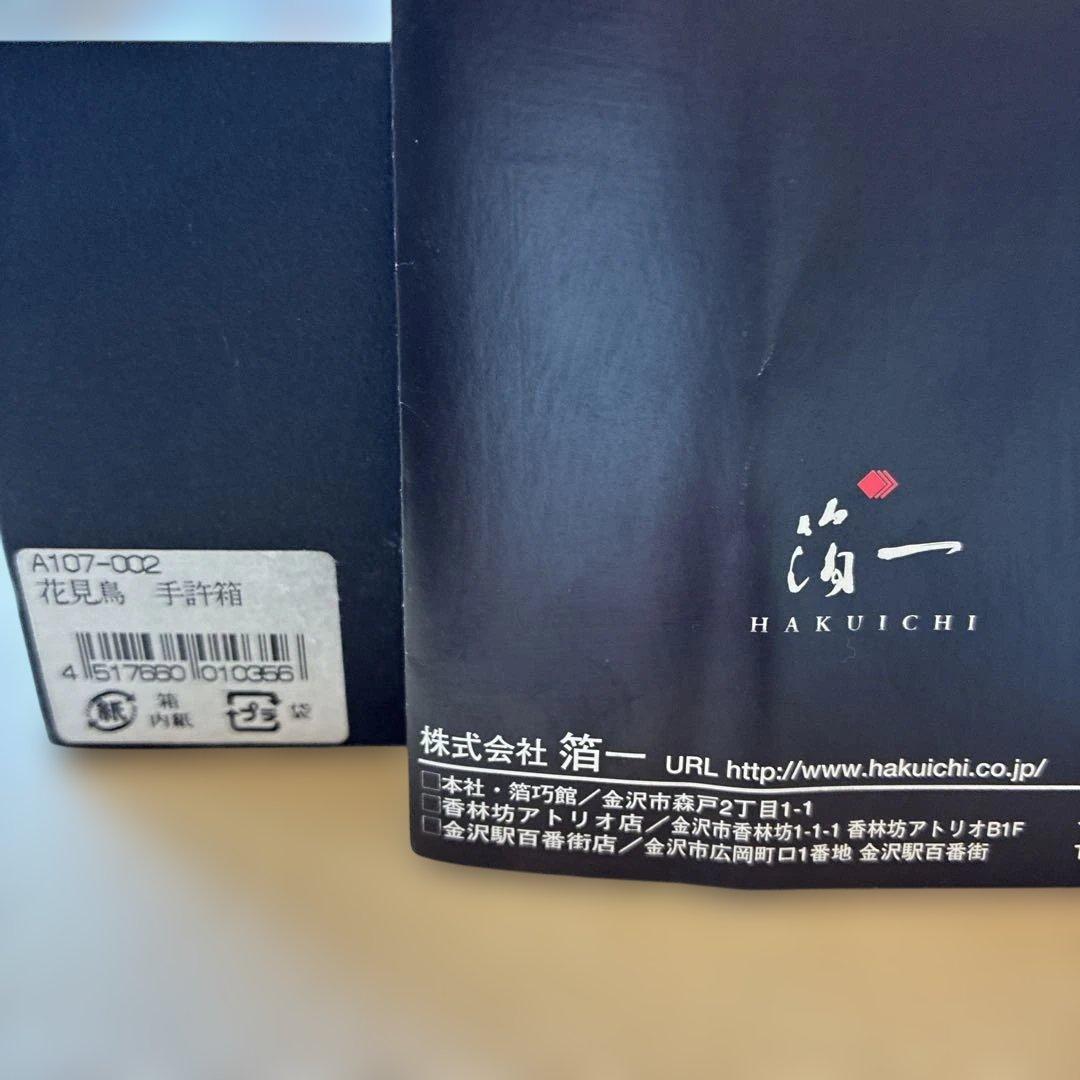 A107-002
花見鳥　手許箱
4 517660 010356
紙 箱 内紙 プラ 袋
箔一
HAKUICHI
株式会社 箔一 URL http://www.hakuichi.co.jp/
□本社・箔巧館／金沢市森戸2丁目1-1
□香林坊アトリオ店／金沢市香林坊1-1-1 香林坊アトリオB1F
□金沢駅百番街店／金沢市広岡町ロ1番地 金沢駅百番街